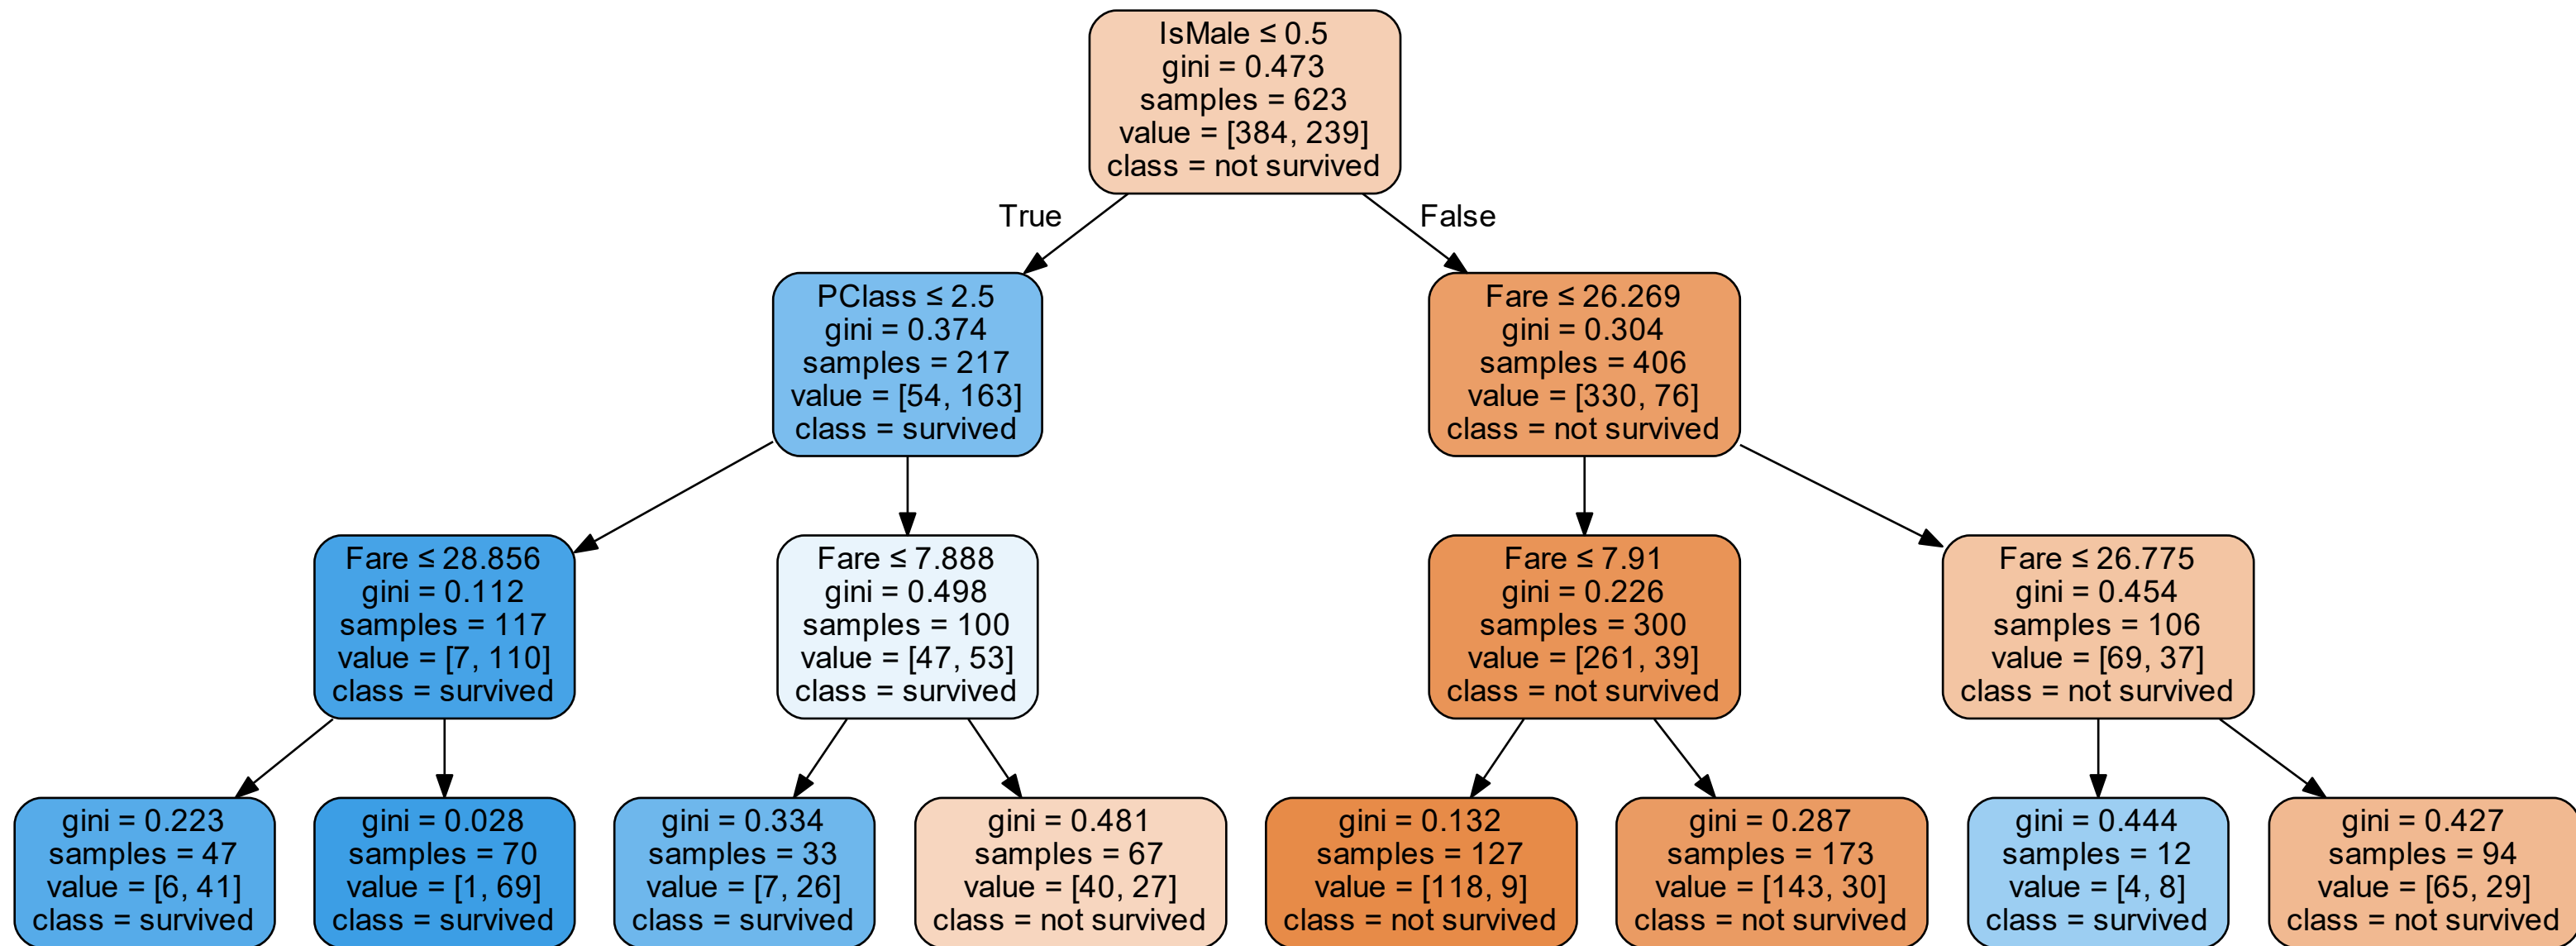 IsMale ≤ 0.5
gini = 0.473
samples = 623
value = [384, 239]
class = not survived
True
False
PClass ≤ 2.5
gini = 0.374
samples = 217
value = [54, 163]
class = survived
Fare ≤ 26.269
gini = 0.304
samples = 406
value = [330, 76]
class = not survived
Fare ≤ 28.856
gini = 0.112
samples = 117
value = [7, 110]
class = survived
Fare ≤ 7.888
gini = 0.498
samples = 100
value = [47, 53]
class = survived
Fare ≤ 7.91
gini = 0.226
samples = 300
value = [261, 39]
class = not survived
Fare ≤ 26.775
gini = 0.454
samples = 106
value = [69, 37]
class = not survived
gini = 0.223
samples = 47
value = [6, 41]
class = survived
gini = 0.028
samples = 70
value = [1, 69]
class = survived
gini = 0.334
samples = 33
value = [7, 26]
class = survived
gini = 0.481
samples = 67
value = [40, 27]
class = not survived
gini = 0.132
samples = 127
value = [118, 9]
class = not survived
gini = 0.287
samples = 173
value = [143, 30]
class = not survived
gini = 0.444
samples = 12
value = [4, 8]
class = survived
gini = 0.427
samples = 94
value = [65, 29]
class = not survived